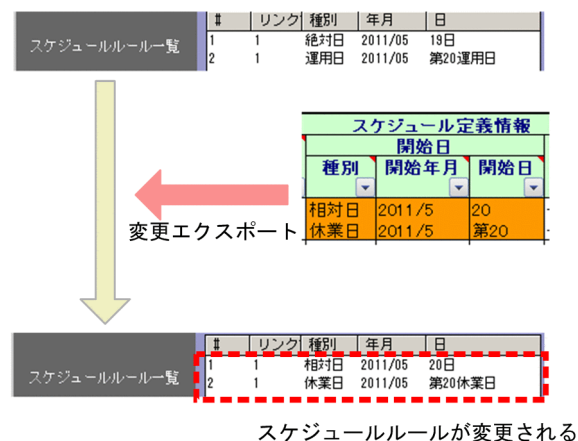 # リンク 種別 年月 日
スケジュールルール一覧
1 1 絶対日 2011/05 19日
2 1 運用日 2011/05 第20運用日
スケジュール定義情報
開始日
種別 開始年月 開始日
相対日 2011/5 20
休業日 2011/5 第20
変更エクスポート
# リンク 種別 年月 日
スケジュールルール一覧
1 1 相対日 2011/05 20日
2 1 休業日 2011/05 第20休業日
スケジュールルールが変更される